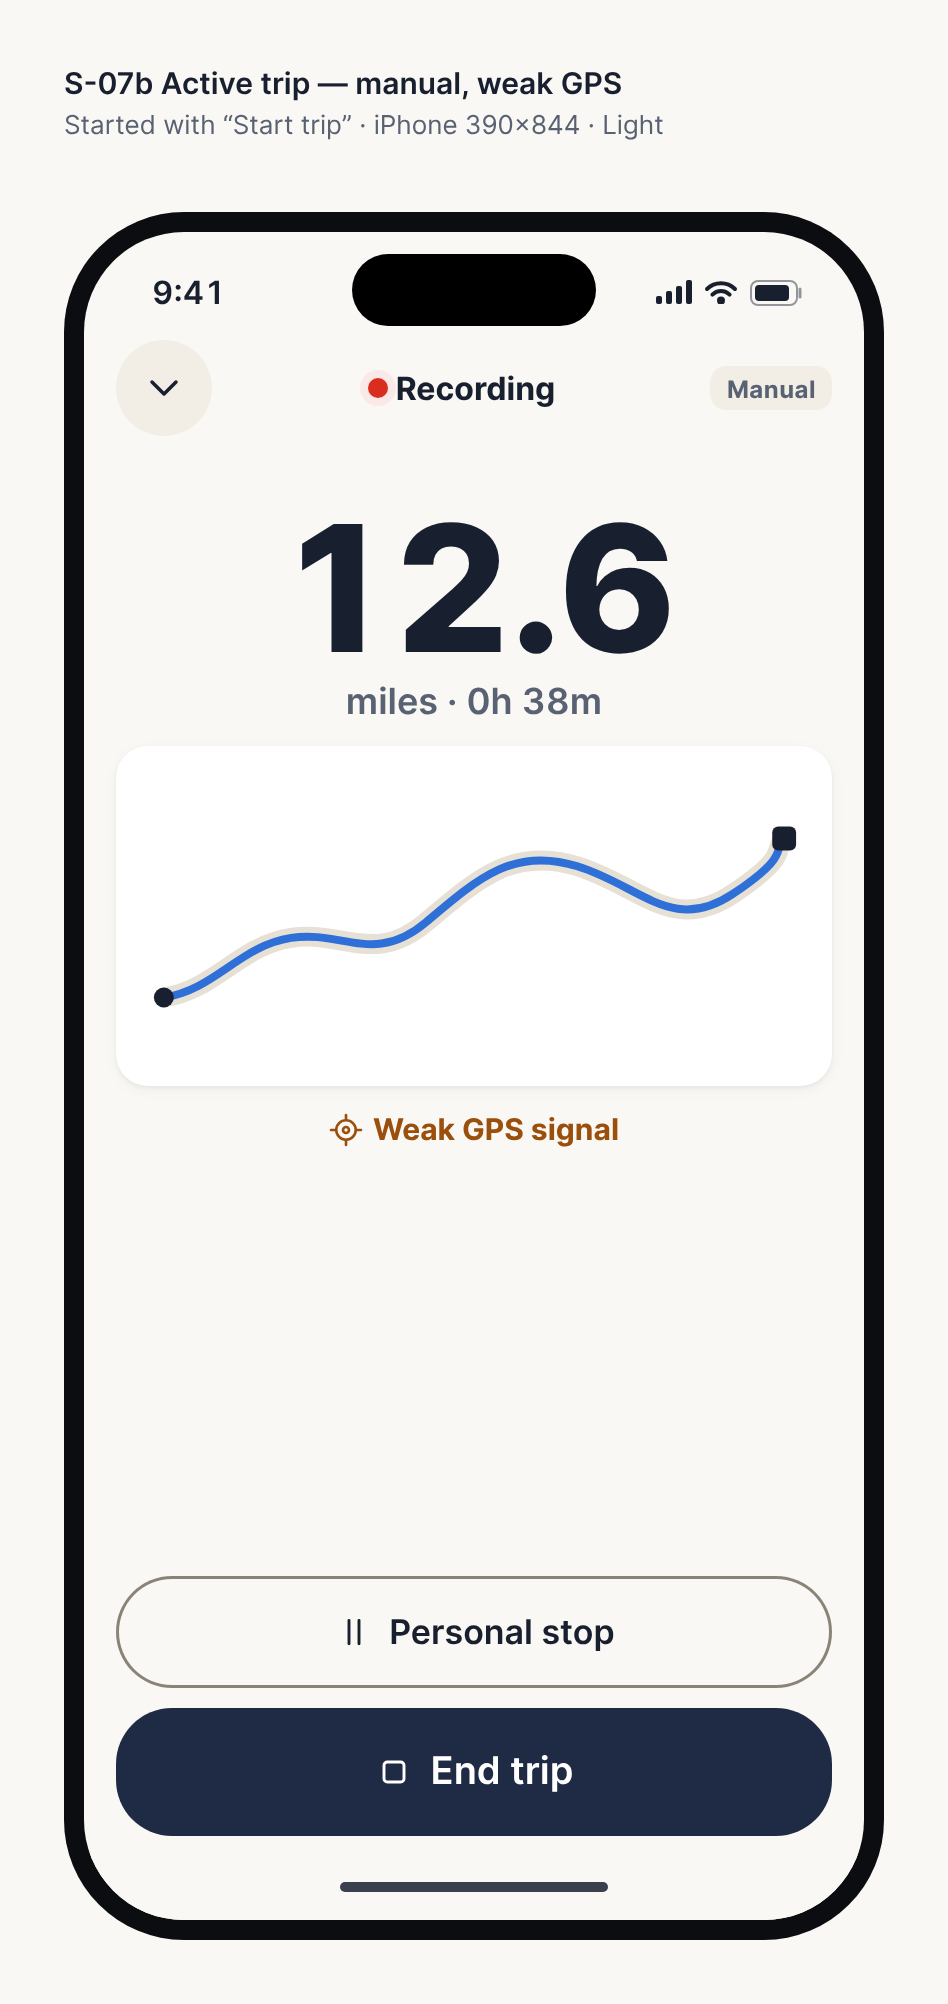 S-07b Active trip — manual, weak GPS
Started with “Start trip” · iPhone 390×844 · Light
9:41
Recording
Manual
12.6
miles · 0h 38m
Weak GPS signal
Personal stop
End trip